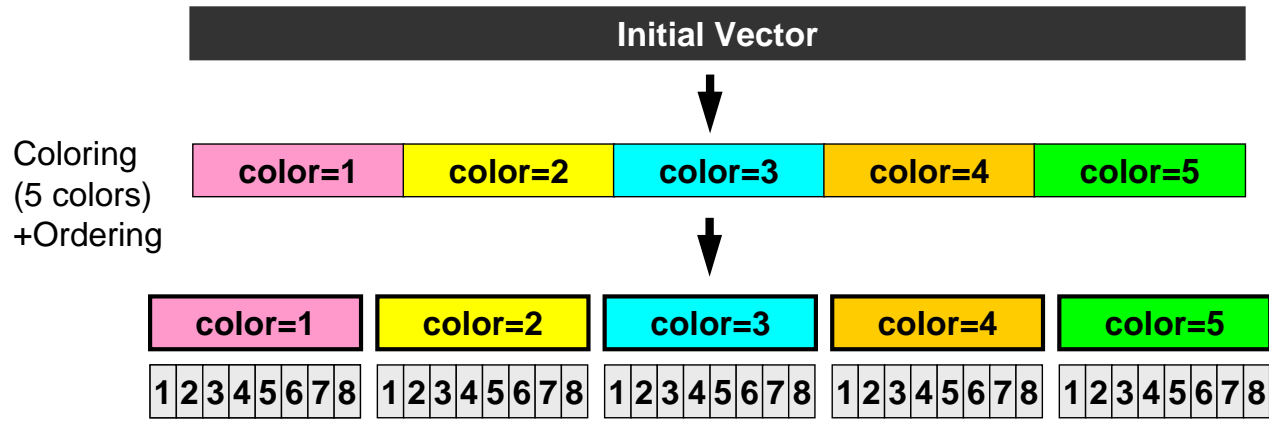 Initial Vector
Coloring
(5 colors)
+Ordering
color=1 color=2 color=3 color=4 color=5
color=1 color=2 color=3 color=4 color=5
1 2 3 4 5 6 7 8 1 2 3 4 5 6 7 8 1 2 3 4 5 6 7 8 1 2 3 4 5 6 7 8 1 2 3 4 5 6 7 8